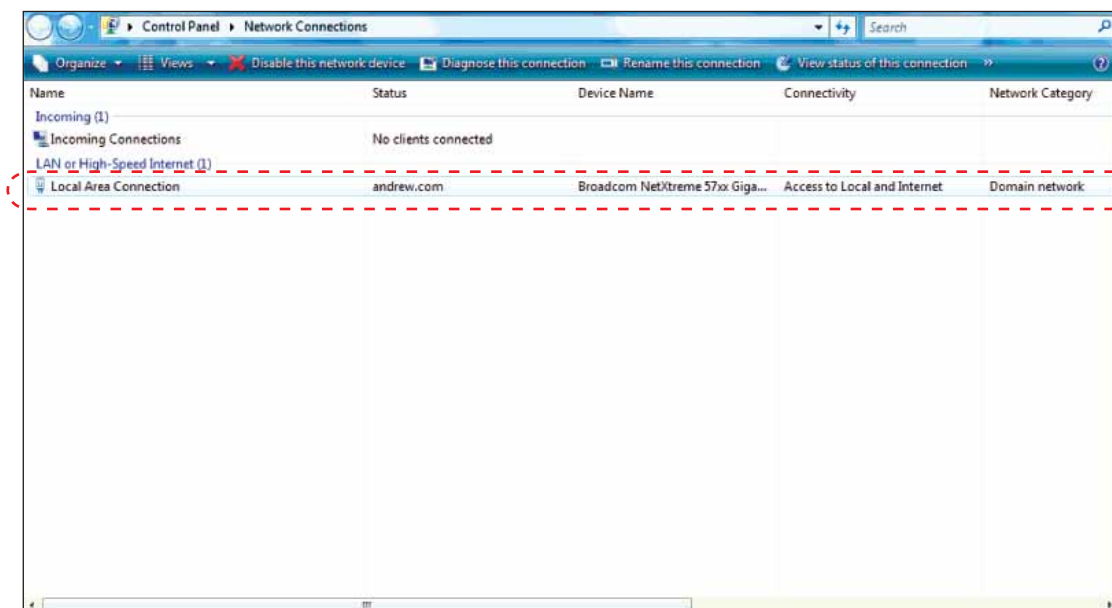 Control Panel Network Connections Search
Organize Views Disable this network device Diagnose this connection Rename this connection View status of this connection »
Name Status Device Name Connectivity Network Category
Incoming (1)
Incoming Connections No clients connected
LAN or High-Speed Internet (1)
Local Area Connection andrew.com Broadcom NetXtreme 57xx Giga... Access to Local and Internet Domain network